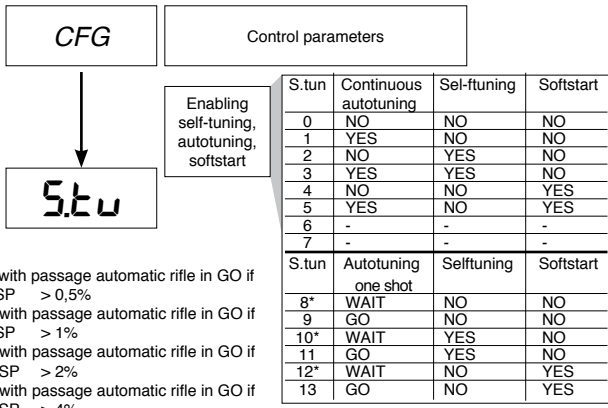 CFG
Control parameters
Enabling
self-tuning,
autotuning,
softstart
S.tu
S.tun Continuous autotuning Sel-ftuning Softstart
0 NO NO NO
1 YES NO NO
2 NO YES NO
3 YES YES NO
4 NO NO YES
5 YES NO YES
6 - - -
7 - - -
S.tun Autotuning one shot Selftuning Softstart
8* WAIT NO NO
9 GO NO NO
10* WAIT YES NO
11 GO YES NO
12* WAIT NO YES
13 GO NO YES
with passage automatic rifle in GO if
SP > 0,5%
with passage automatic rifle in GO if
SP > 1%
with passage automatic rifle in GO if
SP > 2%
with passage automatic rifle in GO if
SP > 4%